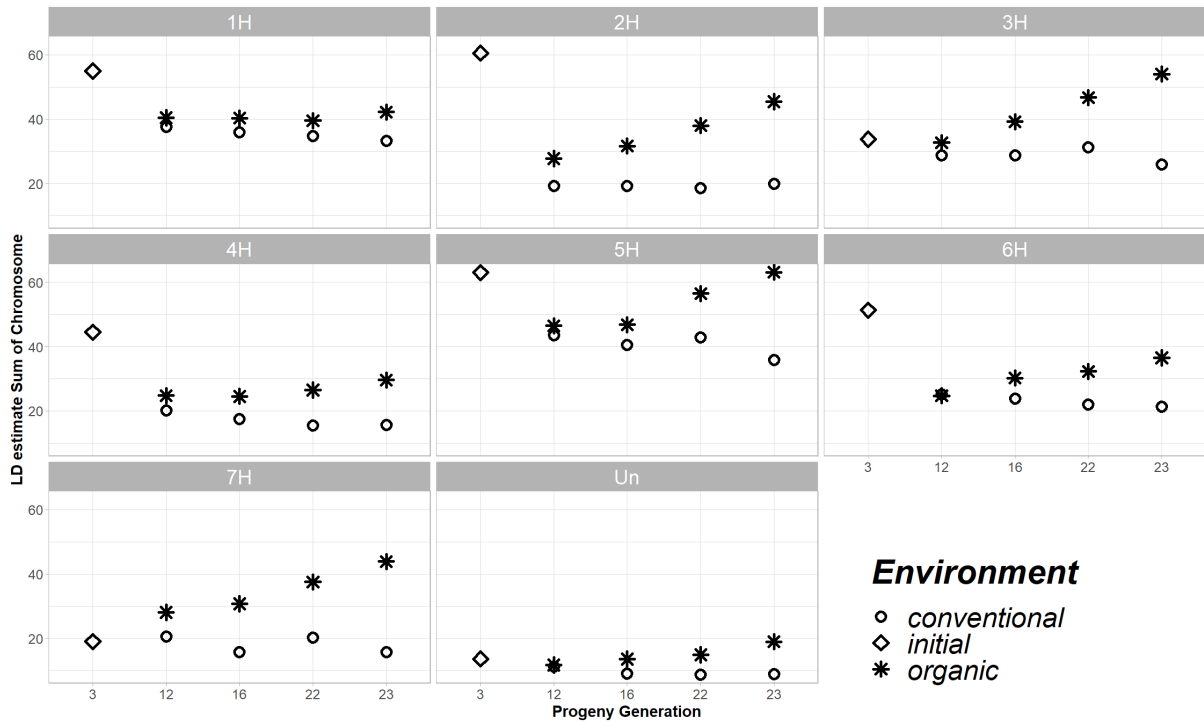 1H 2H 3H
60
40
20
4H 5H 6H
60
40
20
3 12 16 22 23
7H Un
60
40
20
3 12 16 22 23 3 12 16 22 23
LD estimate Sum of Chromosome
Progeny Generation
Environment
conventional
initial
organic